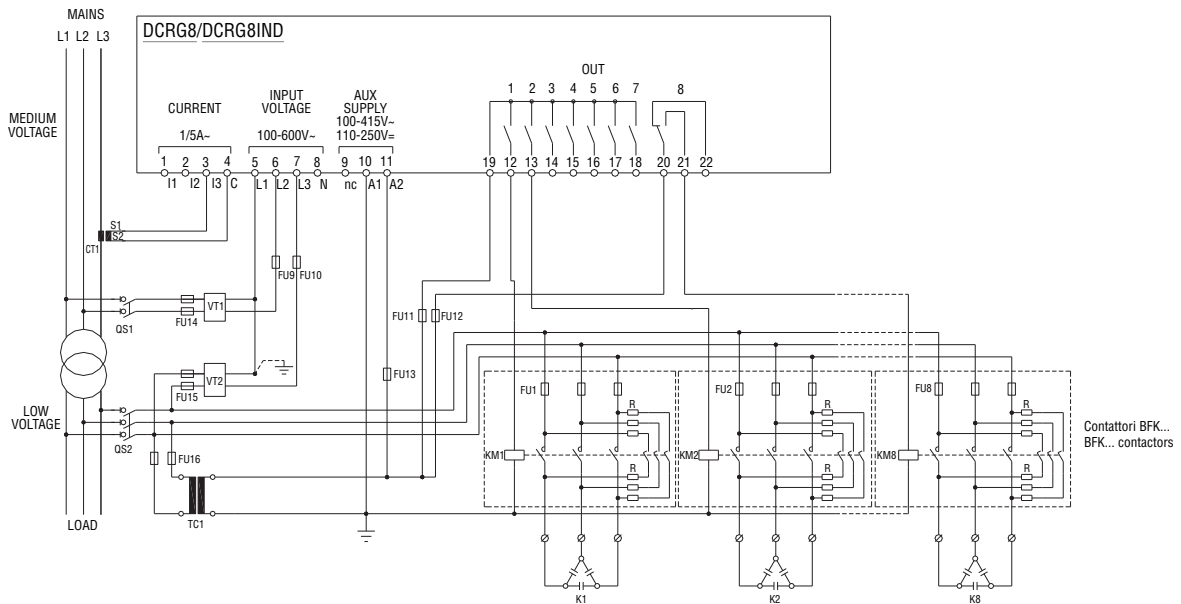 MAINS
L1 L2 L3
DCRG8/DCRG8IND
OUT
1 2 3 4 5 6 7 8
CURRENT
1/5A~
INPUT
VOLTAGE
100-600V~
AUX
SUPPLY
100-415V~
110-250V=
MEDIUM
VOLTAGE
1 2 3 4 5 6 7 8 9 10 11 19 12 13 14 15 16 17 18 20 21 22
I1 I2 I3 C L1 L2 L3 N nc A1 A2
S1
S2
CT1
FU9 FU10
VT1
FU14
QS1
FU11 FU12
VT2
FU15
FU13
FU1 FU2 FU8
LOW
VOLTAGE
QS2
R R R
Contattori BFK...
BFK... contactors
FU16
KM1 KM2 KM8
R R R
TC1
LOAD
K1 K2 K8